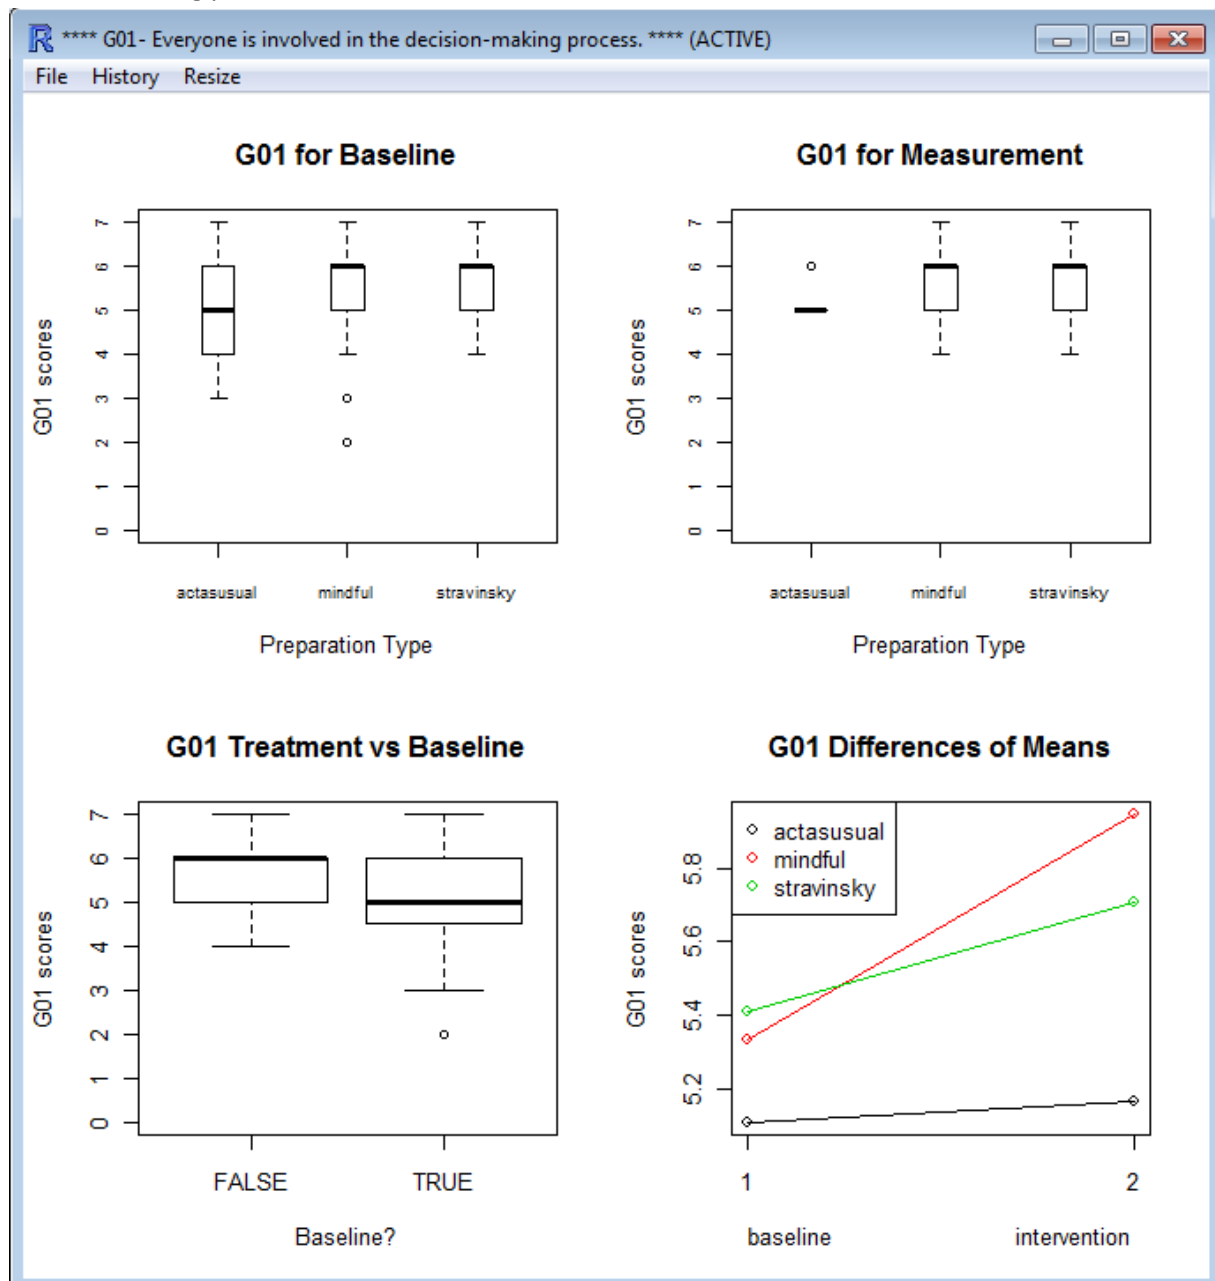 **** G01- Everyone is involved in the decision-making process. **** (ACTIVE)
File History Resize
G01 for Baseline
G01 scores
7
6
5
4
3
2
1
0
actasusual mindful stravinsky
Preparation Type
G01 for Measurement
G01 scores
7
6
5
4
3
2
1
0
actasusual mindful stravinsky
Preparation Type
G01 Treatment vs Baseline
G01 scores
7
6
5
4
3
2
1
0
FALSE TRUE
Baseline?
G01 Differences of Means
actasusual
mindful
stravinsky
G01 scores
5.8
5.6
5.4
5.2
1 2
baseline intervention